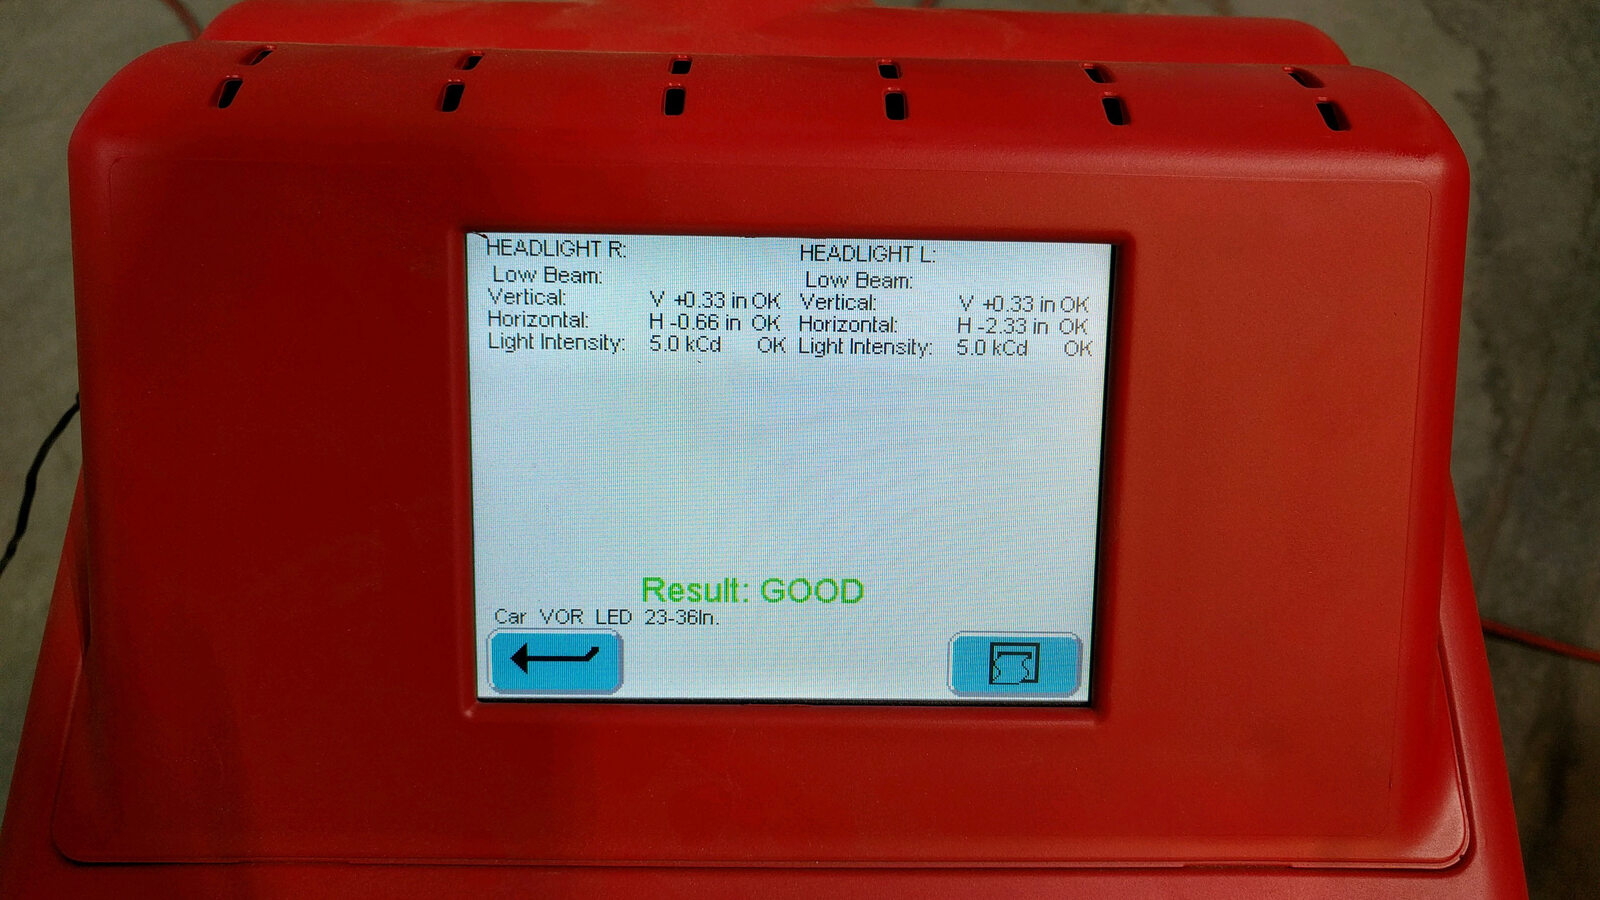 HEADLIGHT R:
Low Beam:
Vertical: V +0.33 in OK
Horizontal: H -0.66 in OK
Light Intensity: 5.0 kCd OK
HEADLIGHT L:
Low Beam:
Vertical: V +0.33 in OK
Horizontal: H -2.33 in OK
Light Intensity: 5.0 kCd OK
Result: GOOD
Car VOR LED 23-36In.